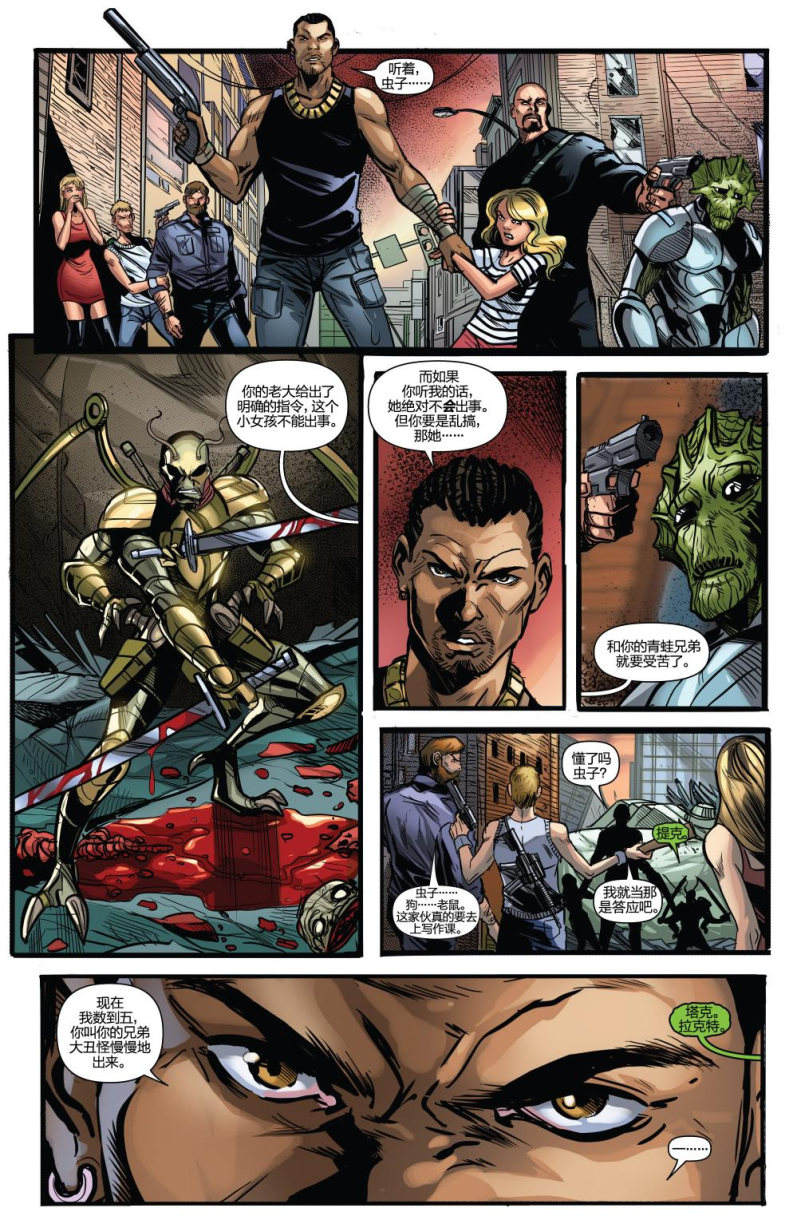 听着，
虫子……
你的老大给出了
明确的指令，这个
小女孩不能出事。
而如果
你听我的话，
她绝对不会出事。
但你要是乱搞，
那她……
和你的青蛙兄弟
就要受苦了。
懂了吗
虫子？
提克。
虫子……
狗……老鼠。
这家伙真的要去
上写作课。
我就当那
是答应吧。
现在
我数到五，
你叫你的兄弟
大丑怪慢慢地
出来。
塔克。
拉克特。
一……